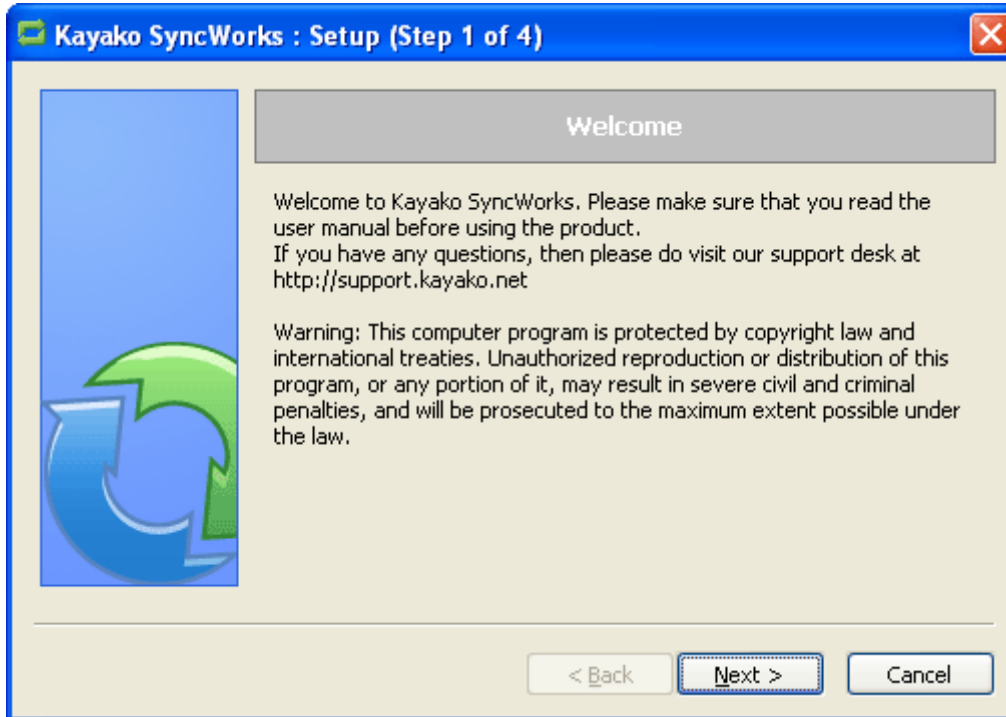 Kayako SyncWorks : Setup (Step 1 of 4)
Welcome
Welcome to Kayako SyncWorks. Please make sure that you read the
user manual before using the product.
If you have any questions, then please do visit our support desk at
http://support.kayako.net
Warning: This computer program is protected by copyright law and
international treaties. Unauthorized reproduction or distribution of this
program, or any portion of it, may result in severe civil and criminal
penalties, and will be prosecuted to the maximum extent possible under
the law.
< Back
Next >
Cancel